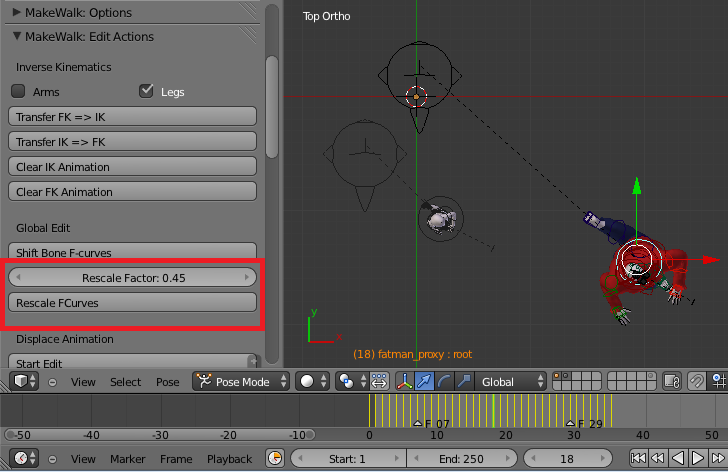 MakeWalk: Options
MakeWalk: Edit Actions
Inverse Kinematics
Arms
Legs
Transfer FK => IK
Transfer IK => FK
Clear IK Animation
Clear FK Animation
Global Edit
Shift Bone F-curves
Rescale Factor: 0.45
Rescale FCurves
Displace Animation
Start Edit
Top Ortho
y
x
(18) fatman_proxy : root
View Select Pose Pose Mode Global
F_07 F_29
-50 -40 -30 -20 -10 0 10 20 30 40 50
View Marker Frame Playback Start: 1 End: 250 18